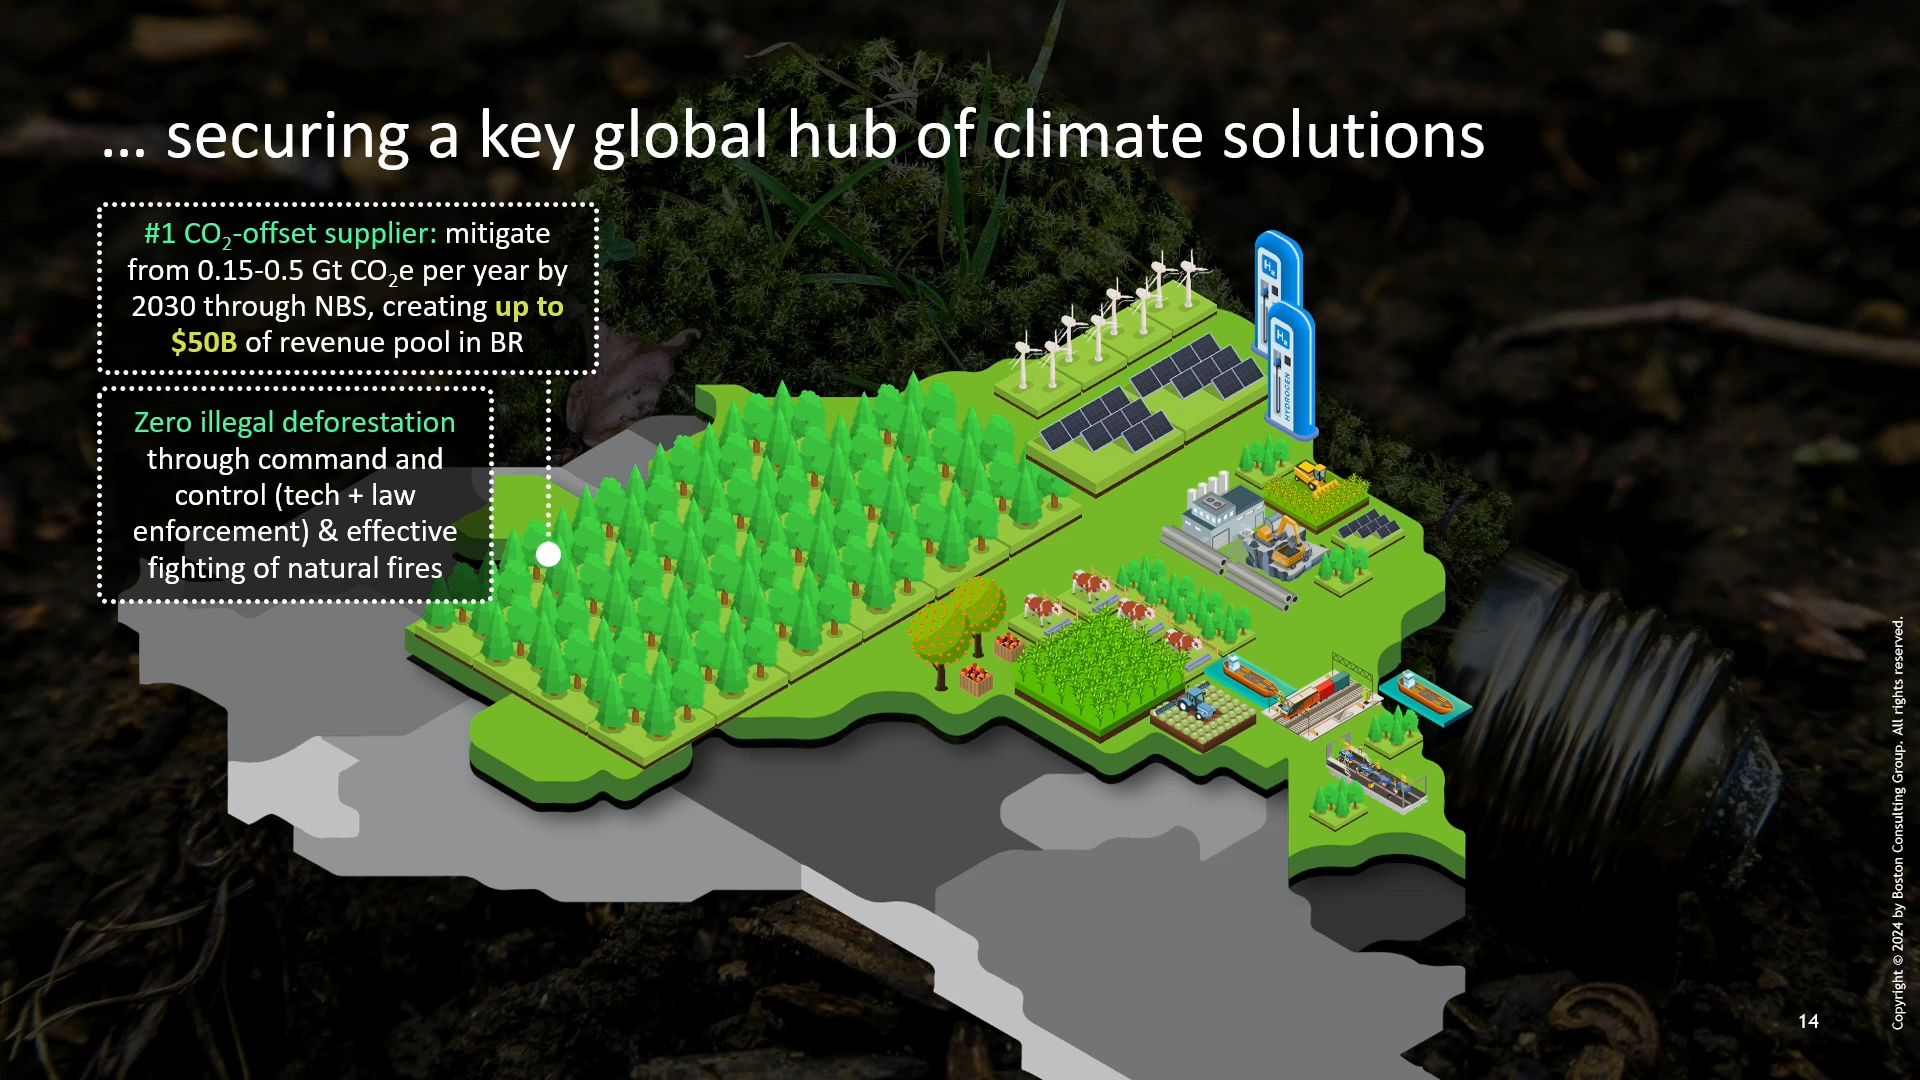 ... securing a key global hub of climate solutions
#1 CO₂-offset supplier: mitigate
from 0.15-0.5 Gt CO₂e per year by
2030 through NBS, creating up to
$50B of revenue pool in BR
Zero illegal deforestation
through command and
control (tech + law
enforcement) & effective
fighting of natural fires
H₂
H₂
HYDROGEN
Copyright © 2024 by Boston Consulting Group. All rights reserved.
14